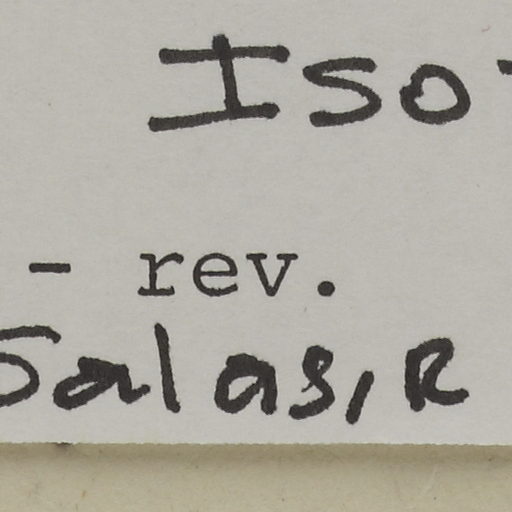 Iso
- rev.
Salas, R